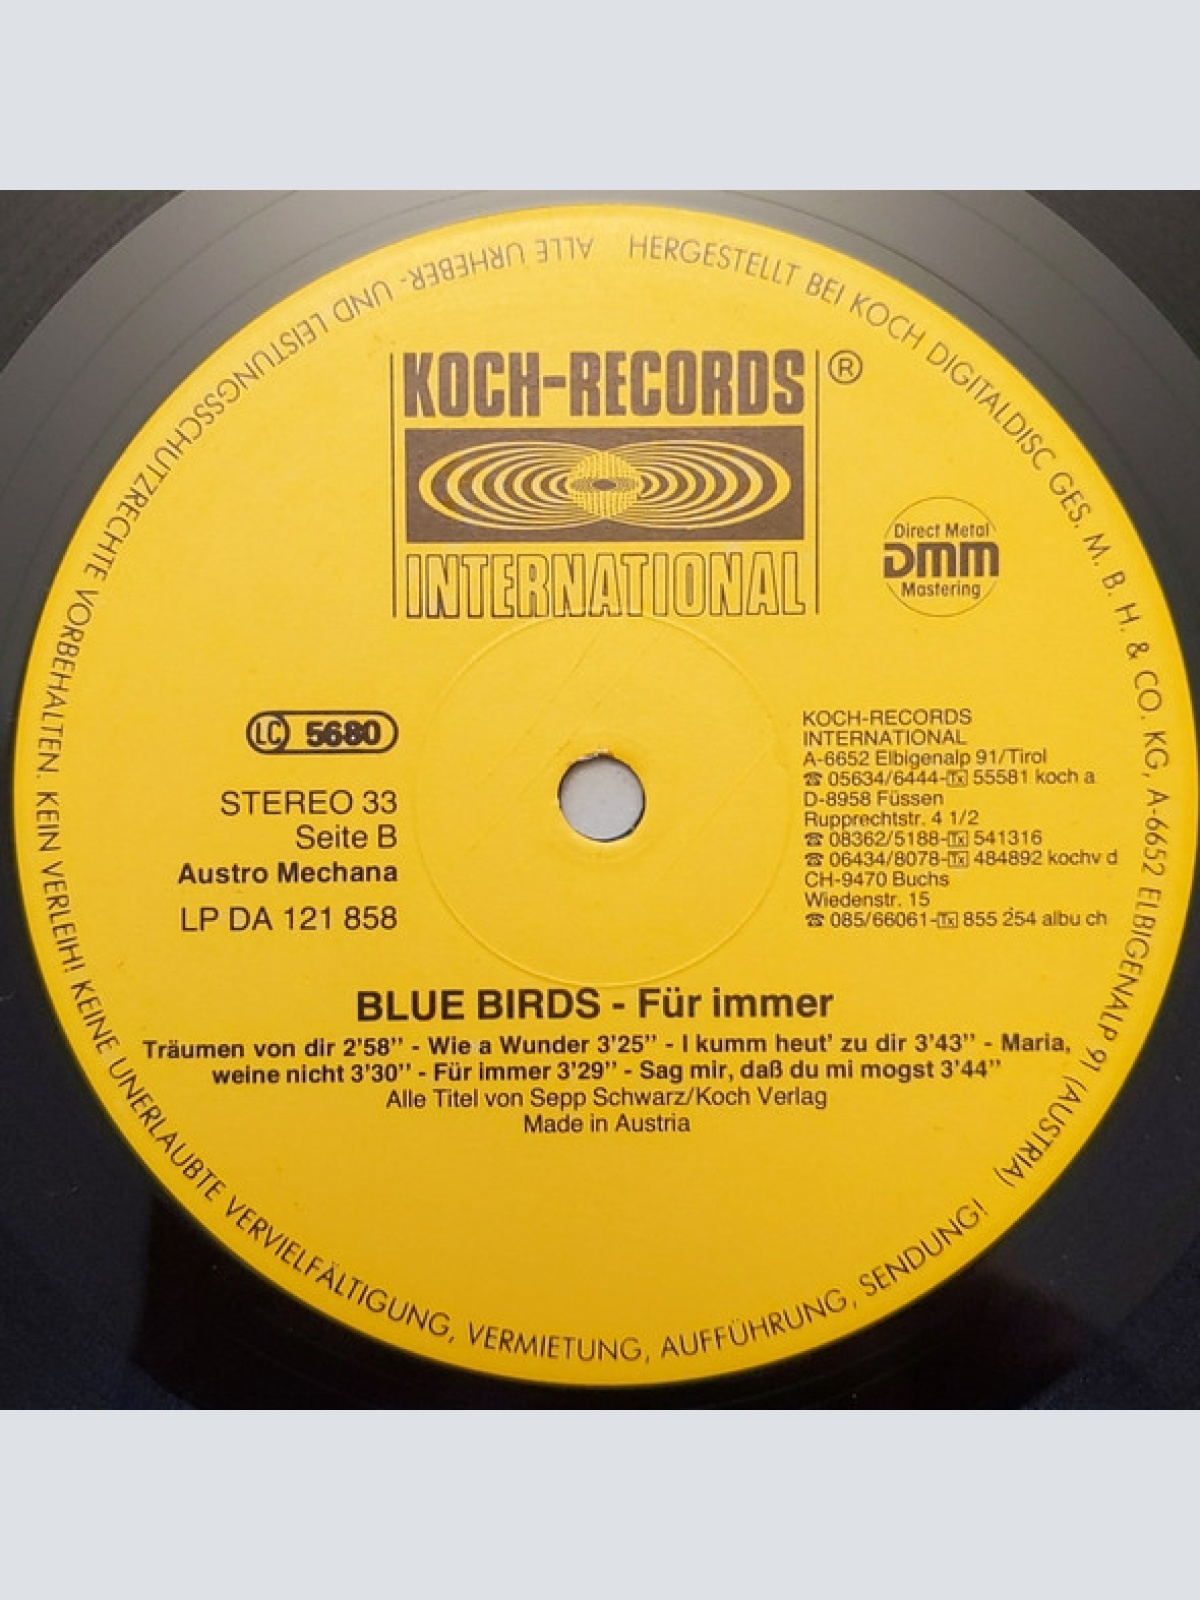 HERGESTELLT BEI KOCH DIGITALDISC GES. M. B. H. & CO. KG, A-6652 ELBIGENALP 91 (AUSTRIA)
ALLE URHEBER- UND LEISTUNGSSCHUTZRECHTE VORBEHALTEN. KEIN VERLEIH! KEINE UNERLAUBTE VERVIELFÄLTIGUNG, VERMIETUNG, AUFFÜHRUNG, SENDUNG!
KOCH-RECORDS ®
INTERNATIONAL
Direct Metal
DMM
Mastering
LC 5680
STEREO 33
Seite B
Austro Mechana
LP DA 121 858
KOCH-RECORDS
INTERNATIONAL
A-6652 Elbigenalp 91/Tirol
☎ 05634/6444-Tx 55581 koch a
D-8958 Füssen
Rupprechtstr. 4 1/2
☎ 08362/5188-Tx 541316
☎ 06434/8078-Tx 484892 kochv d
CH-9470 Buchs
Wiedenstr. 15
☎ 085/66061-Tx 855 254 albu ch
BLUE BIRDS - Für immer
Träumen von dir 2'58" - Wie a Wunder 3'25" - I kumm heut' zu dir 3'43" - Maria,
weine nicht 3'30" - Für immer 3'29" - Sag mir, daß du mi mogst 3'44"
Alle Titel von Sepp Schwarz/Koch Verlag
Made in Austria